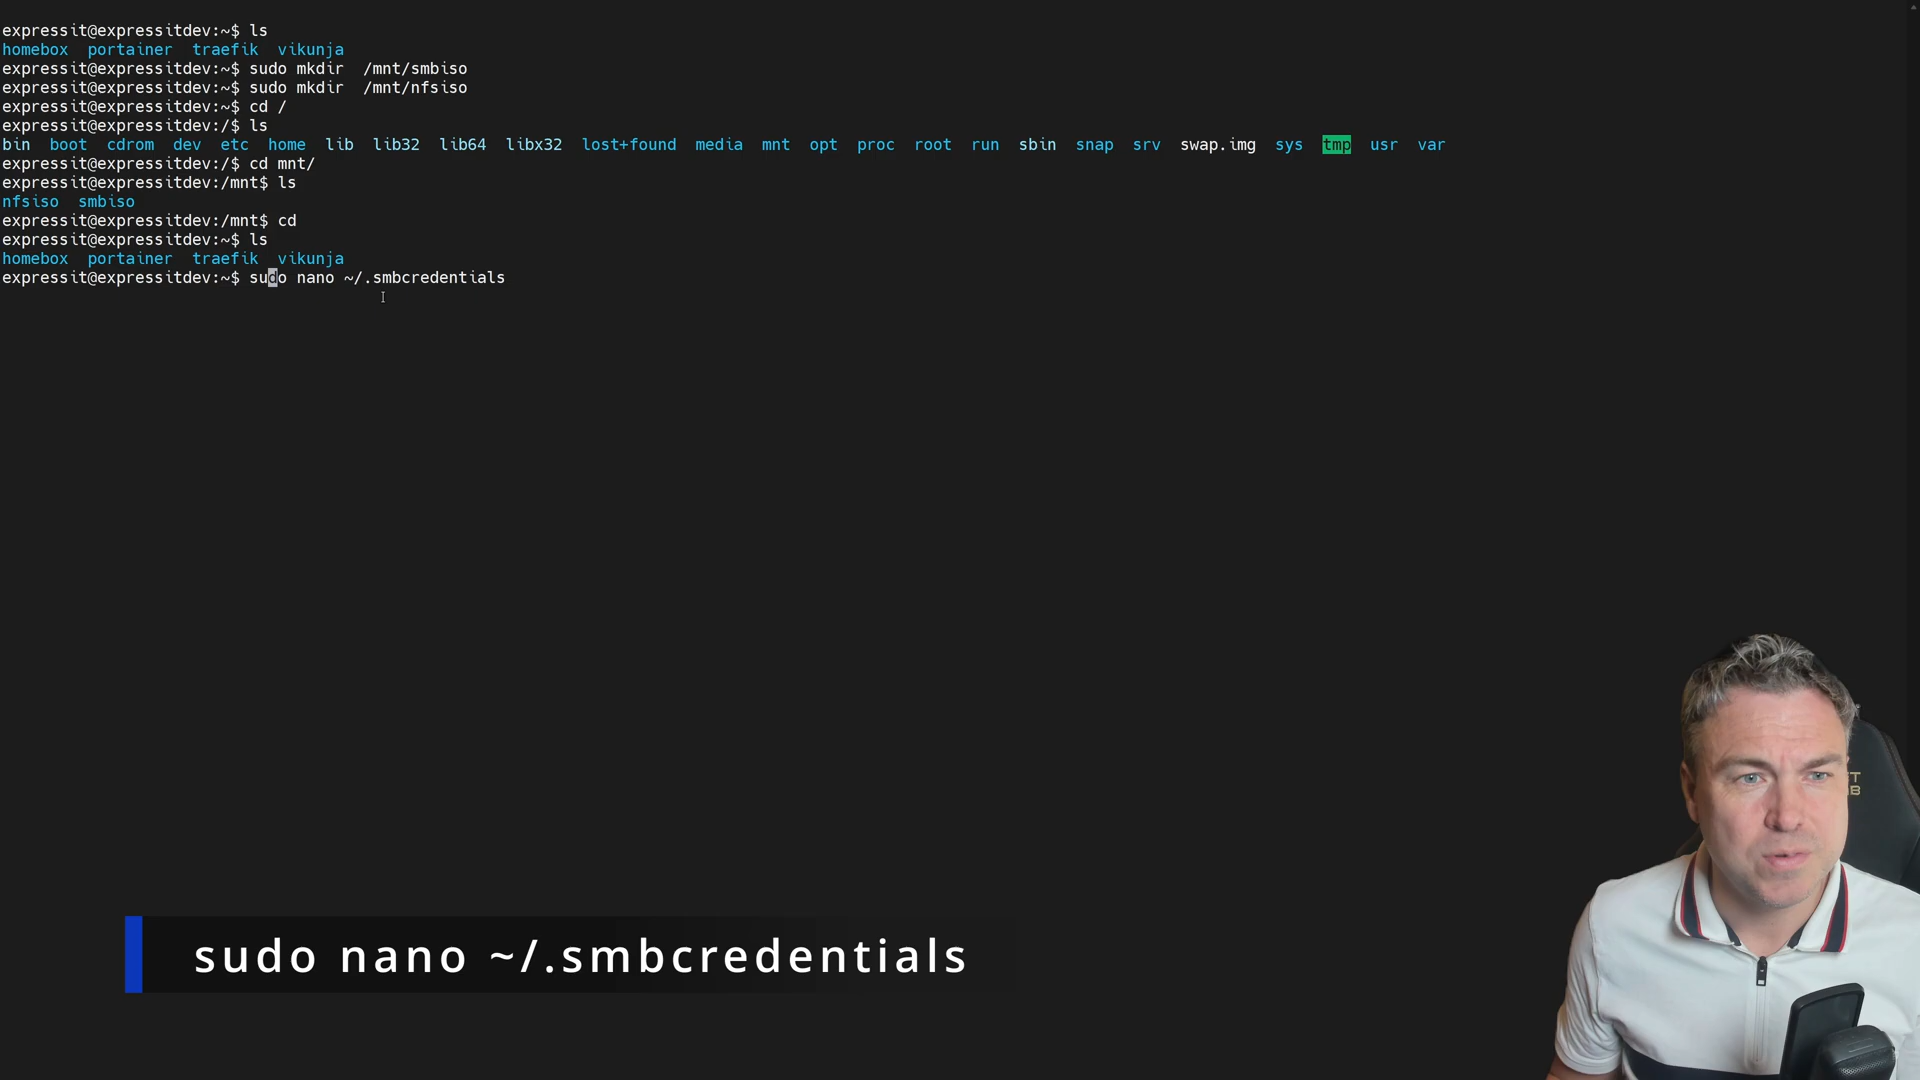 expressit@expressitdev:~$ ls
homebox  portainer  traefik  vikunja
expressit@expressitdev:~$ sudo mkdir  /mnt/smbiso
expressit@expressitdev:~$ sudo mkdir  /mnt/nfsiso
expressit@expressitdev:~$ cd /
expressit@expressitdev:/$ ls
bin  boot  cdrom  dev  etc  home  lib  lib32  lib64  libx32  lost+found  media  mnt  opt  proc  root  run  sbin  snap  srv  swap.img  sys  tmp  usr  var
expressit@expressitdev:/$ cd mnt/
expressit@expressitdev:/mnt$ ls
nfsiso  smbiso
expressit@expressitdev:/mnt$ cd
expressit@expressitdev:~$ ls
homebox  portainer  traefik  vikunja
expressit@expressitdev:~$ sudo nano ~/.smbcredentials
sudo nano ~/.smbcredentials